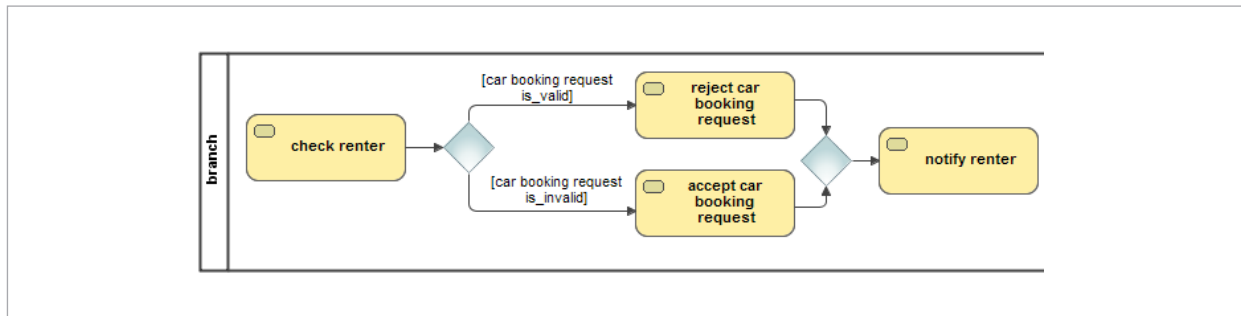 branch
check renter
[car booking request
is_valid]
reject car
booking
request
[car booking request
is_invalid]
accept car
booking
request
notify renter